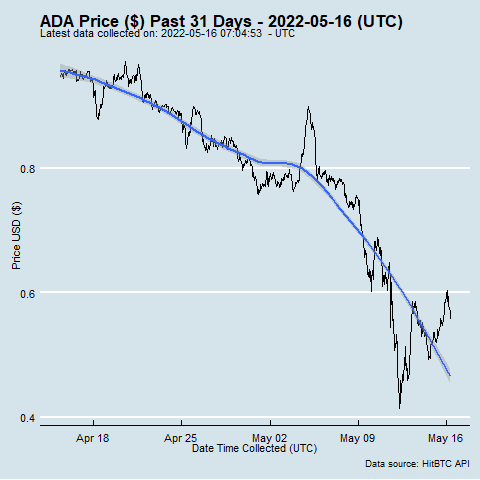 ADA Price ($) Past 31 Days - 2022-05-16 (UTC)
Latest data collected on: 2022-05-16 07:04:53 - UTC
Price USD ($)
0.8
0.6
0.4
Apr 18 Apr 25 May 02 May 09 May 16
Date Time Collected (UTC)
Data source: HitBTC API